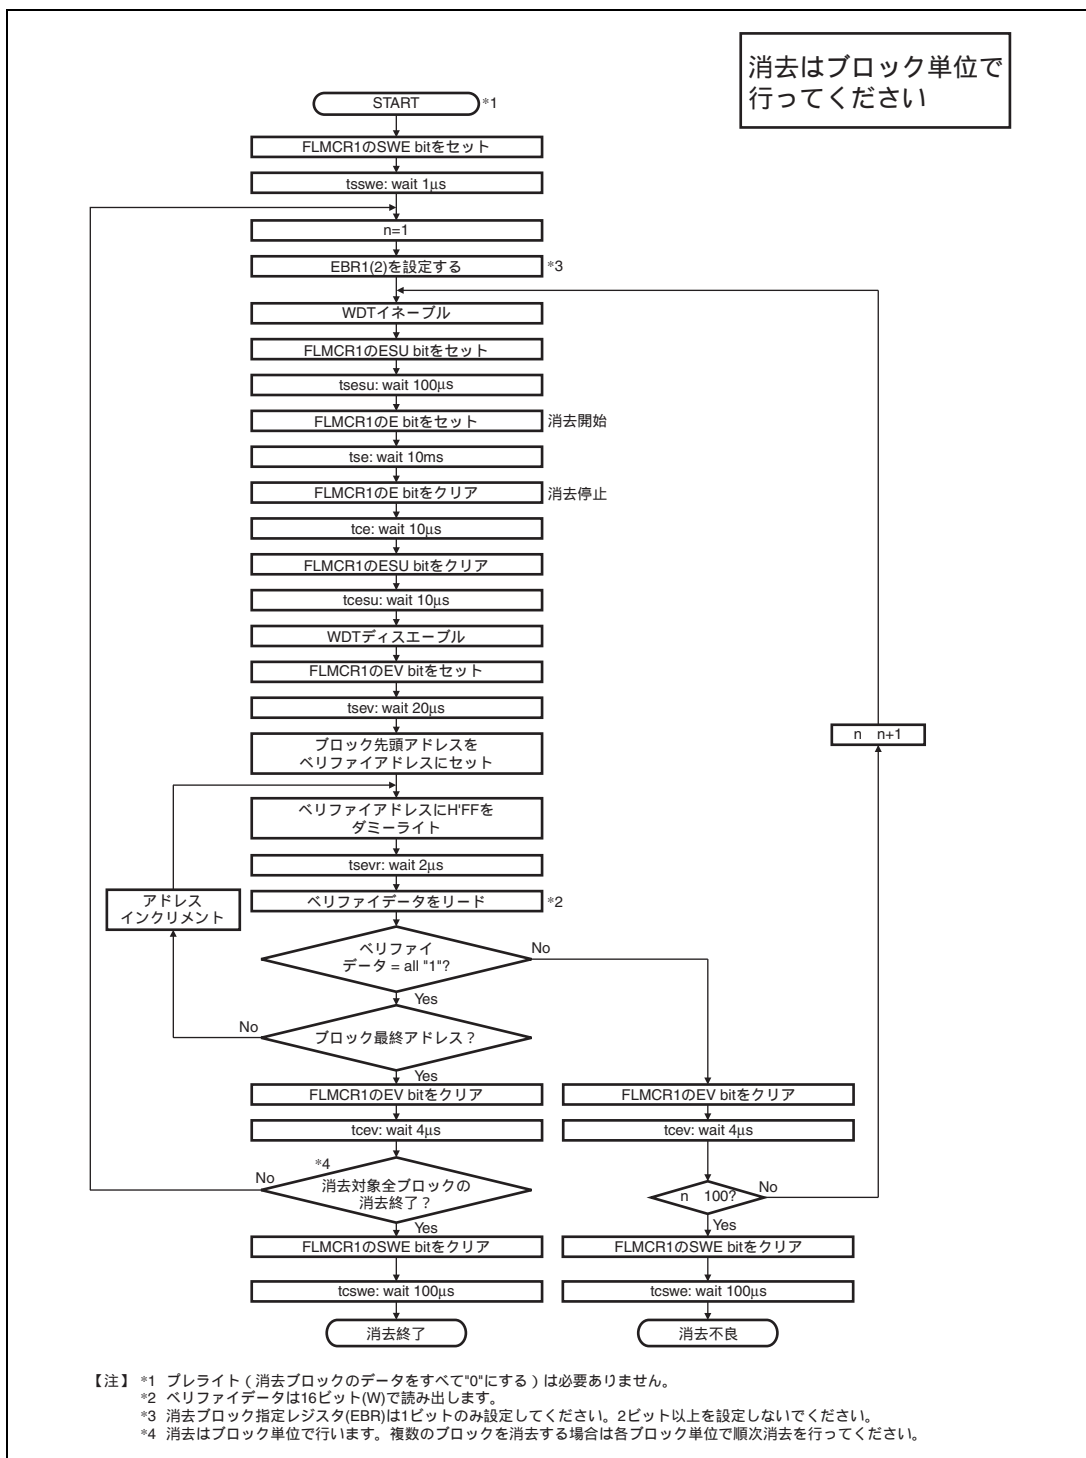 消去はブロック単位で
行ってください
START *1
FLMCR1のSWE bitをセット
tsswe: wait 1μs
n=1
EBR1(2)を設定する *3
WDTイネーブル
FLMCR1のESU bitをセット
tsesu: wait 100μs
FLMCR1のE bitをセット 消去開始
tse: wait 10ms
FLMCR1のE bitをクリア 消去停止
tce: wait 10μs
FLMCR1のESU bitをクリア
tcesu: wait 10μs
WDTディスエーブル
FLMCR1のEV bitをセット
tsev: wait 20μs
n n+1
ブロック先頭アドレスを
ベリファイアドレスにセット
ベリファイアドレスにH'FFを
ダミーライト
tsevr: wait 2μs
アドレス
インクリメント
ベリファイデータをリード *2
ベリファイ
データ = all "1"?
No
Yes
No
ブロック最終アドレス？
Yes
FLMCR1のEV bitをクリア
FLMCR1のEV bitをクリア
tcev: wait 4μs
tcev: wait 4μs
*4
No
消去対象全ブロックの
消去終了？
n 100?
No
Yes
Yes
FLMCR1のSWE bitをクリア
FLMCR1のSWE bitをクリア
tcswe: wait 100μs
tcswe: wait 100μs
消去終了
消去不良
【注】 *1 プレライト（消去ブロックのデータをすべて"0"にする）は必要ありません。
*2 ベリファイデータは16ビット(W)で読み出します。
*3 消去ブロック指定レジスタ(EBR)は1ビットのみ設定してください。2ビット以上を設定しないでください。
*4 消去はブロック単位で行います。複数のブロックを消去する場合は各ブロック単位で順次消去を行ってください。